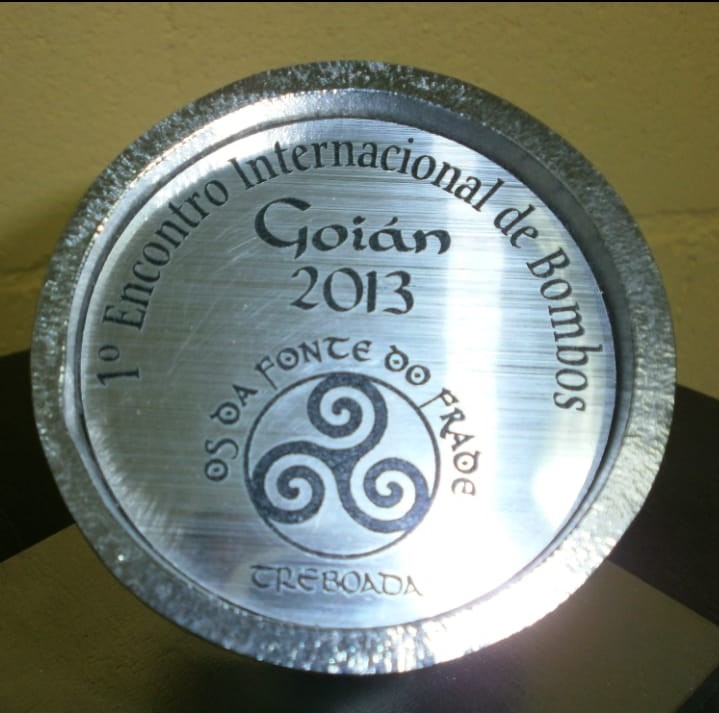 1º Encontro Internacional de Bombos
Goián
2013
OS DA FONTE DO FRADE
TREBOADA